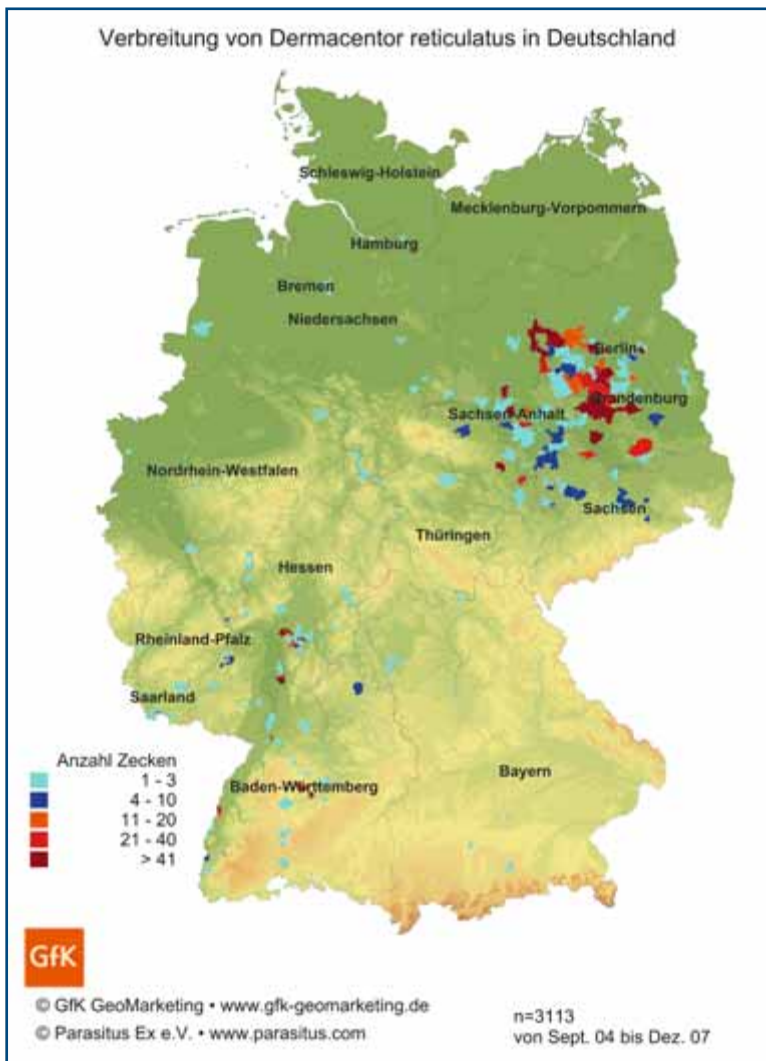 Verbreitung von Dermacentor reticulatus in Deutschland
Schleswig-Holstein
Mecklenburg-Vorpommern
Hamburg
Bremen
Niedersachsen
Berlin
Brandenburg
Sachsen-Anhalt
Nordrhein-Westfalen
Sachsen
Thüringen
Hessen
Rheinland-Pfalz
Saarland
Anzahl Zecken
1 - 3
4 - 10
11 - 20
21 - 40
> 41
Baden-Württemberg
Bayern
GfK
© GfK GeoMarketing • www.gfk-geomarketing.de
© Parasitus Ex e.V. • www.parasitus.com
n=3113
von Sept. 04 bis Dez. 07